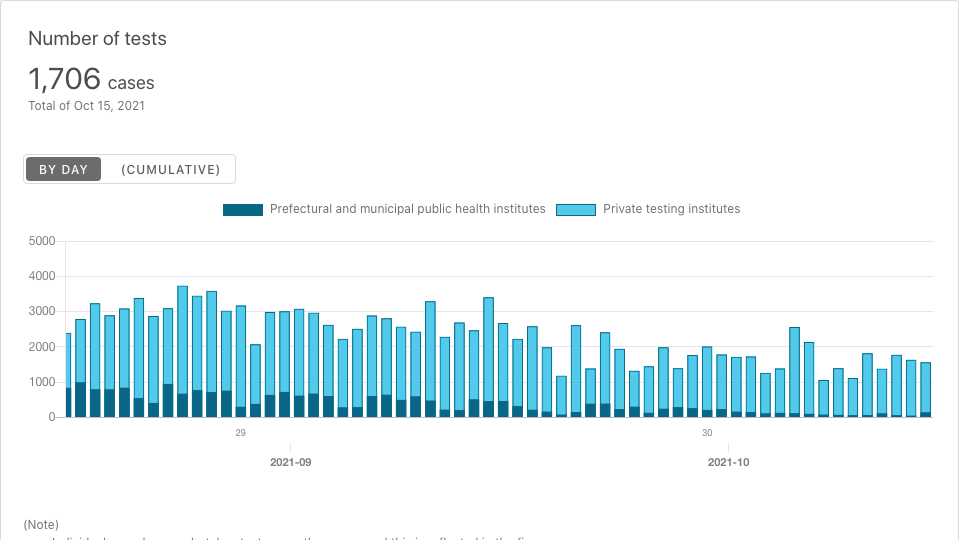 Number of tests
1,706 cases
Total of Oct 15, 2021
BY DAY (CUMULATIVE)
Prefectural and municipal public health institutes Private testing institutes
5000
4000
3000
2000
1000
0
29 30
2021-09 2021-10
(Note)